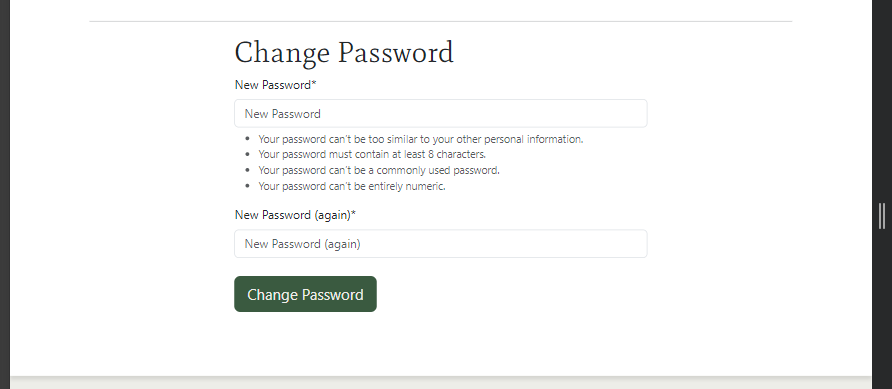 Change Password
New Password*
New Password
• Your password can't be too similar to your other personal information.
• Your password must contain at least 8 characters.
• Your password can't be a commonly used password.
• Your password can't be entirely numeric.
New Password (again)*
New Password (again)
Change Password